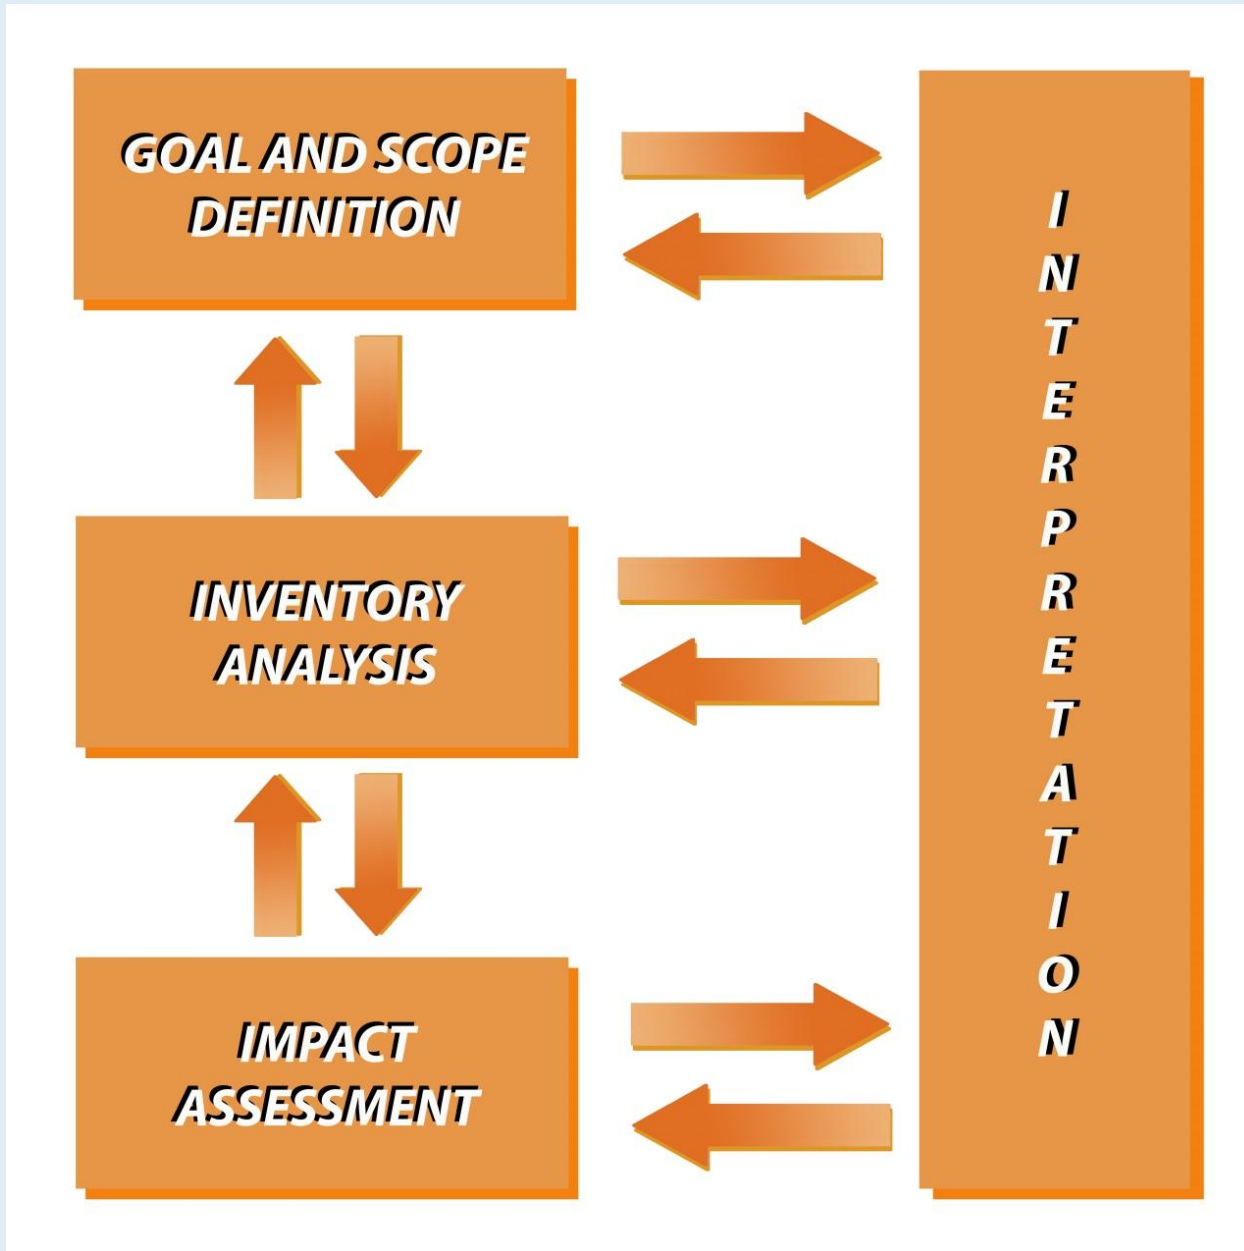 GOAL AND SCOPE
DEFINITION
INVENTORY
ANALYSIS
IMPACT
ASSESSMENT
INTERPRETATION